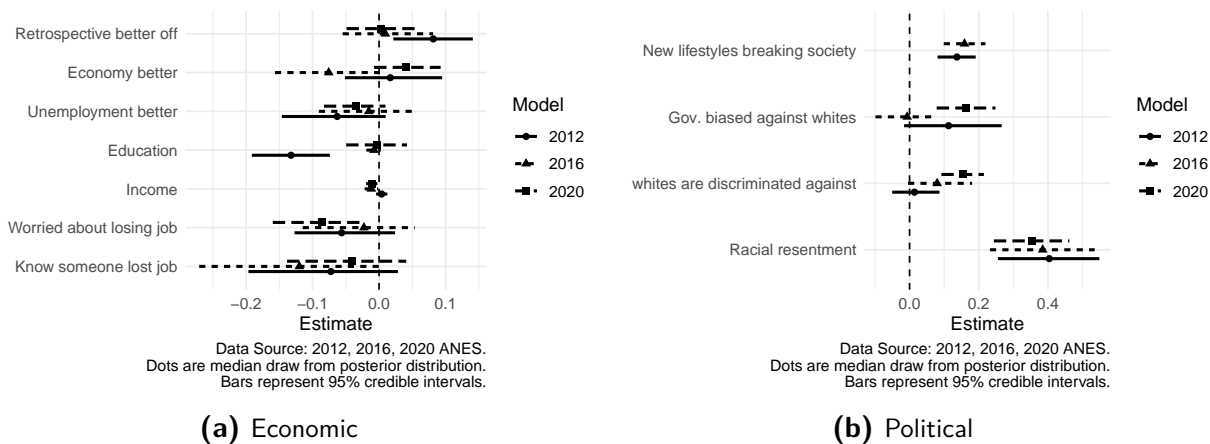 Retrospective better off
Economy better
Unemployment better
Education
Income
Worried about losing job
Know someone lost job
−0.2
−0.1
0.0
0.1
Estimate
Model
2012
2016
2020
Data Source: 2012, 2016, 2020 ANES.
Dots are median draw from posterior distribution.
Bars represent 95% credible intervals.
(a) Economic
New lifestyles breaking society
Gov. biased against whites
whites are discriminated against
Racial resentment
0.0
0.2
0.4
Estimate
Model
2012
2016
2020
Data Source: 2012, 2016, 2020 ANES.
Dots are median draw from posterior distribution.
Bars represent 95% credible intervals.
(b) Political